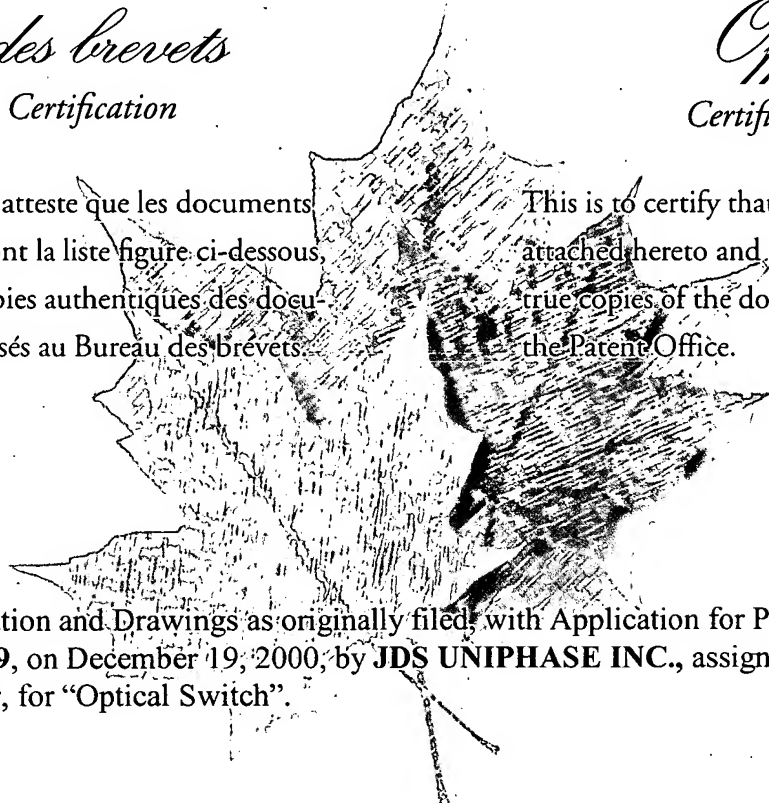 des brevets
Certification
atteste que les documents
nt la liste figure ci-dessous,
pies authentiques des docu-
sés au Bureau des brevets.
This is to certify that
attached hereto and
true copies of the do
the Patent Office.
tion and Drawings as originally filed, with Application for P
9, on December 19, 2000, by JDS UNIPHASE INC., assign
, for “Optical Switch”.